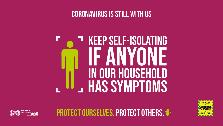 CORONAVIRUS IS STILL WITH US
KEEP SELF-ISOLATING
IF ANYONE
IN OUR HOUSEHOLD
HAS SYMPTOMS
PROTECT OURSELVES. PROTECT OTHERS.